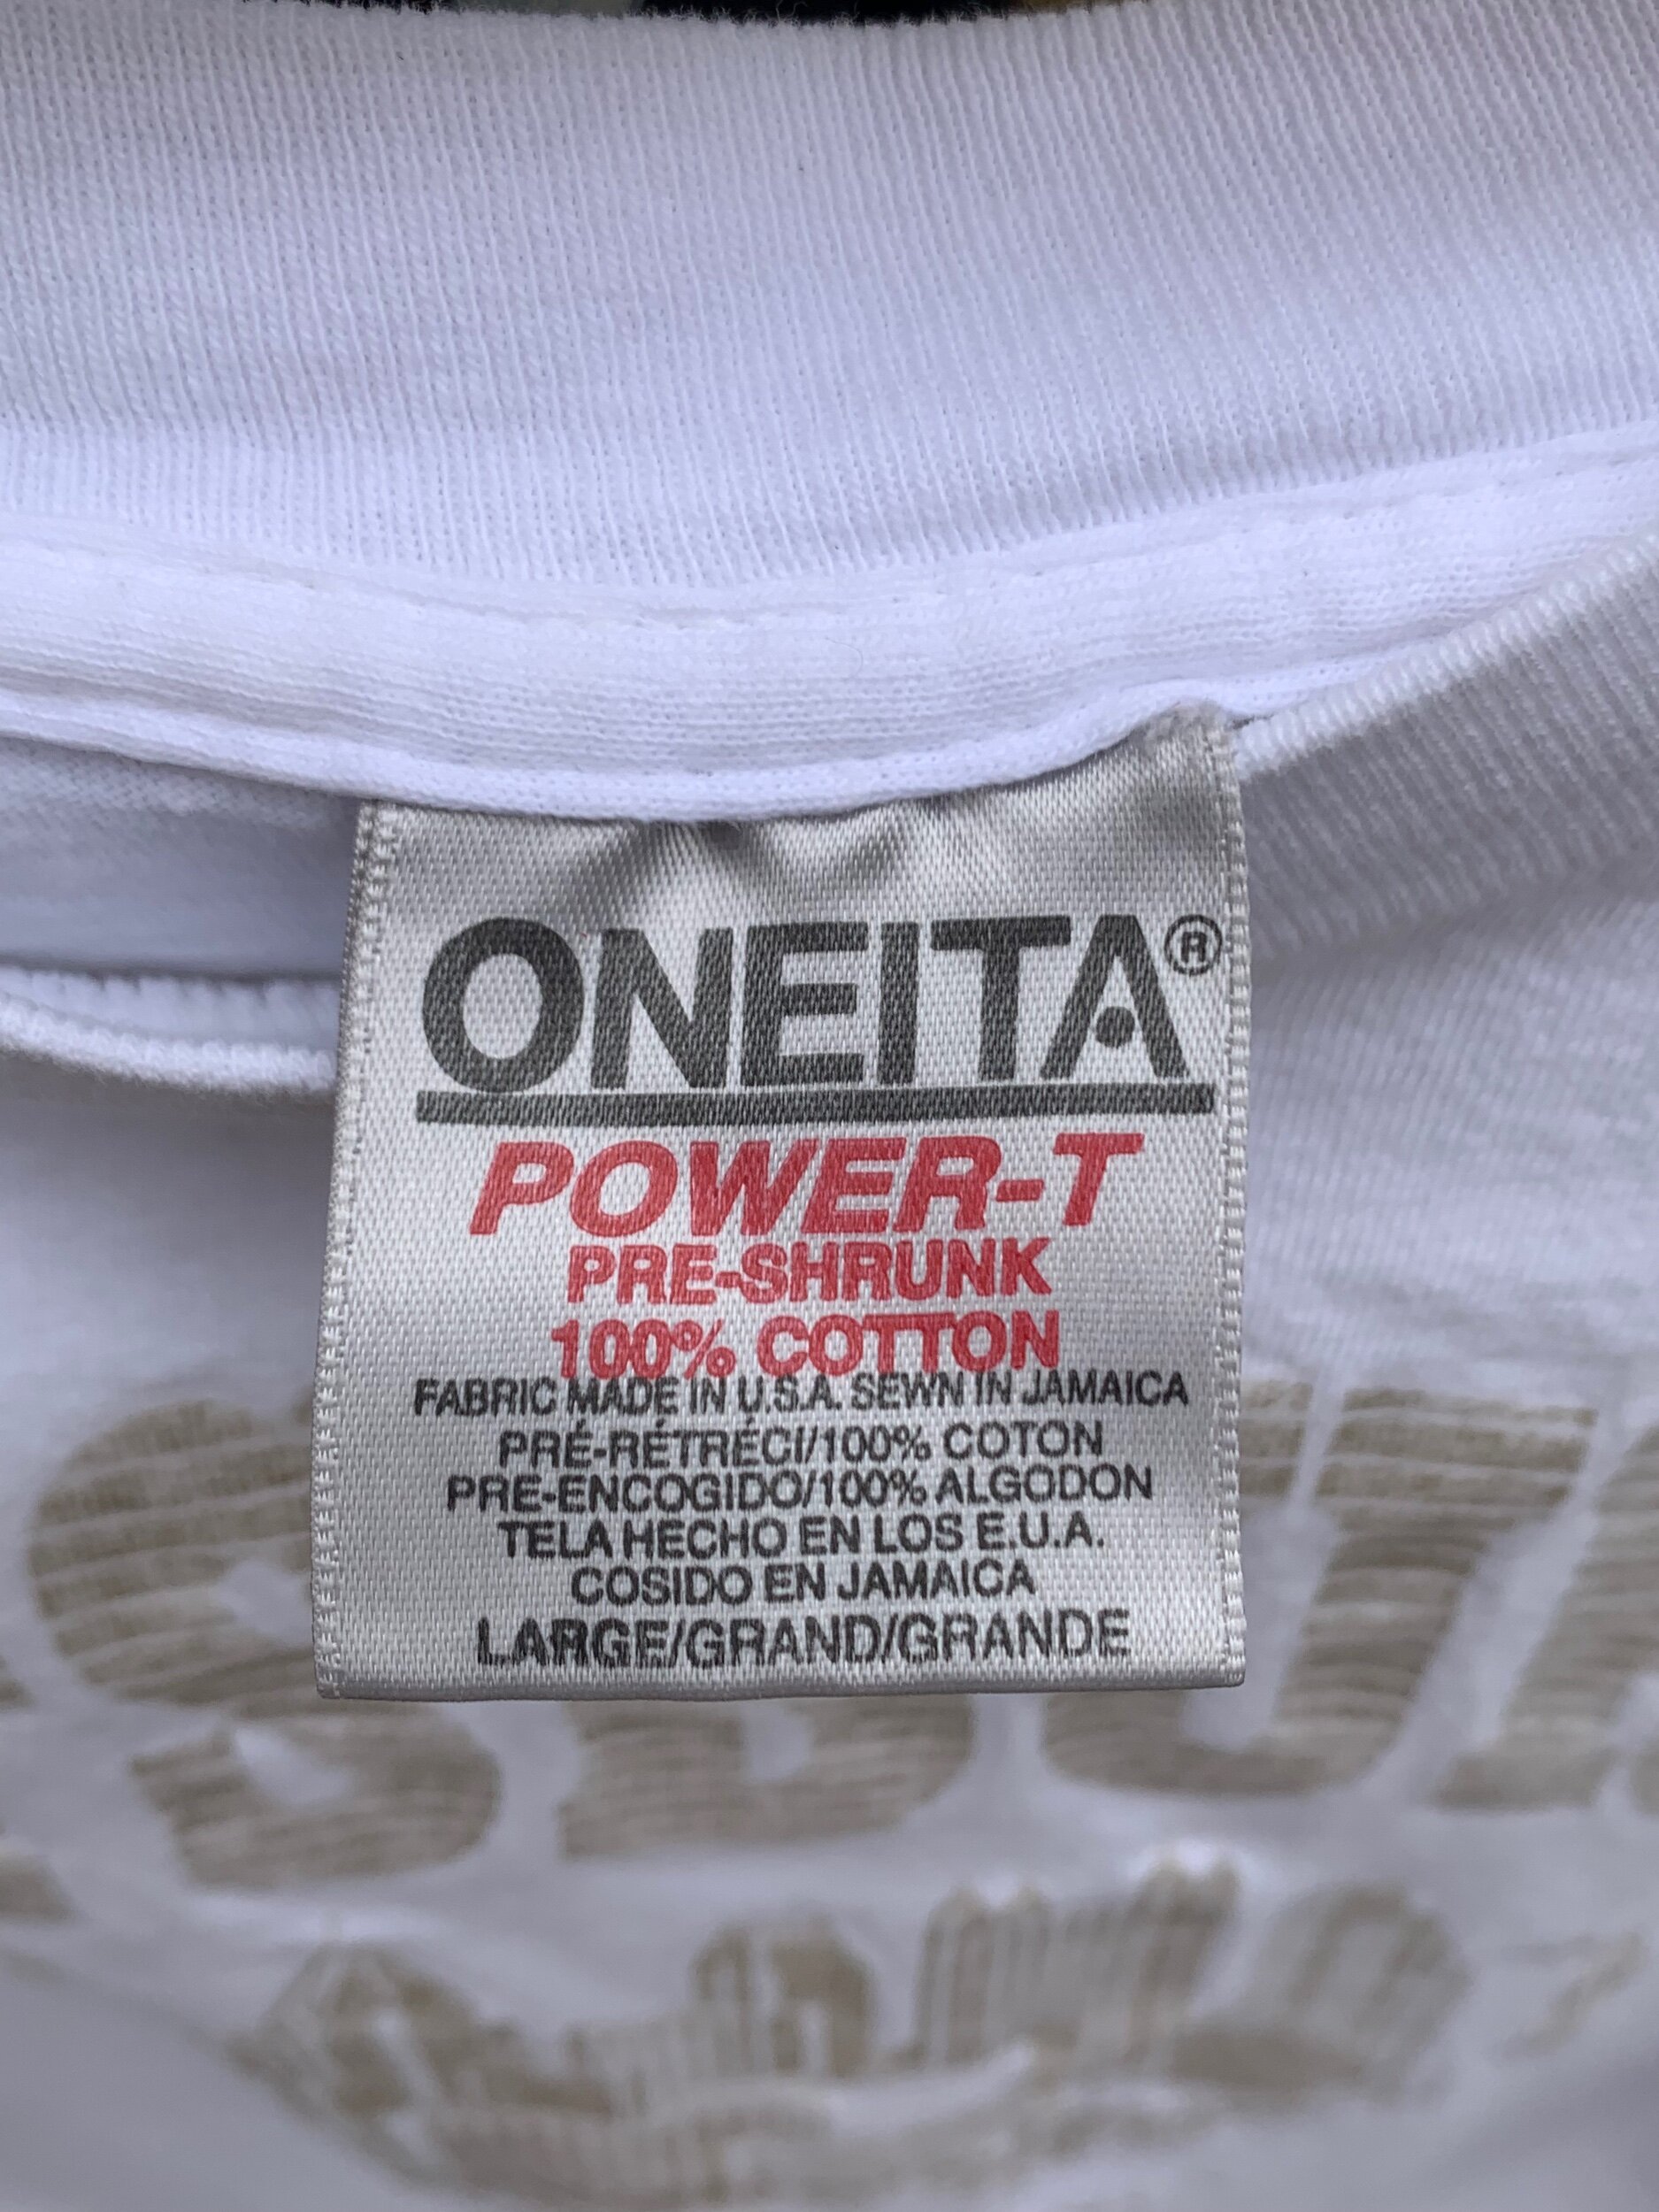 ONEITA®
POWER-T
PRE-SHRUNK
100% COTTON
FABRIC MADE IN U.S.A. SEWN IN JAMAICA
PRÉ-RÉTRÉCI/100% COTON
PRE-ENCOGIDO/100% ALGODON
TELA HECHO EN LOS E.U.A.
COSIDO EN JAMAICA
LARGE/GRAND/GRANDE